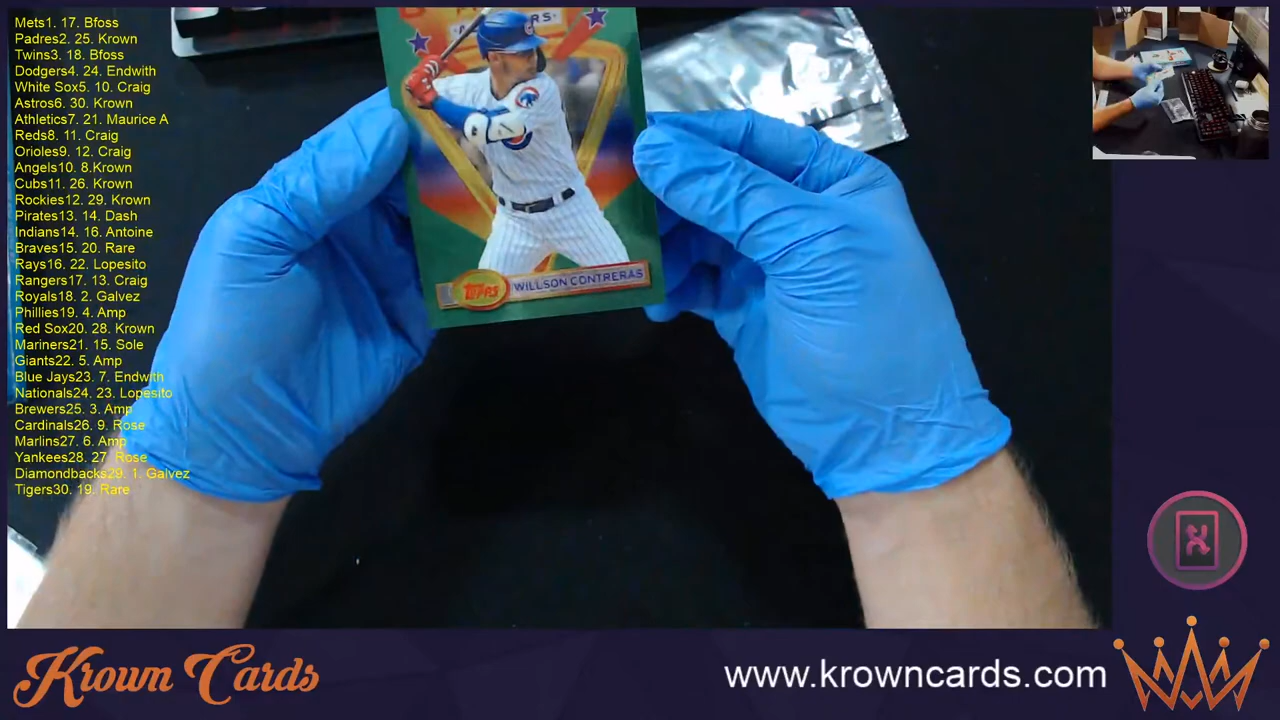 Mets1. 17. Bfoss
Padres2. 25. Krown
Twins3. 18. Bfoss
Dodgers4. 24. Endwith
White Sox5. 10. Craig
Astros6. 30. Krown
Athletics7. 21. Maurice A
Reds8. 11. Craig
Orioles9. 12. Craig
Angels10. 8.Krown
Cubs11. 26. Krown
Rockies12. 29. Krown
Pirates13. 14. Dash
Indians14. 16. Antoine
Braves15. 20. Rare
Rays16. 22. Lopesito
Rangers17. 13. Craig
Royals18. 2. Galvez
Phillies19. 4. Amp
Red Sox20. 28. Krown
Mariners21. 15. Sole
Giants22. 5. Amp
Blue Jays23. 7. Endwith
Nationals24. 23. Lopesito
Brewers25. 3. Amp
Cardinals26. 9. Rose
Marlins27. 6. Amp
Yankees28. 27. Rose
Diamondbacks29. 1. Galvez
Tigers30. 19. Rare
TOPPS WILLSON CONTRERAS
Krown Cards
www.krowncards.com